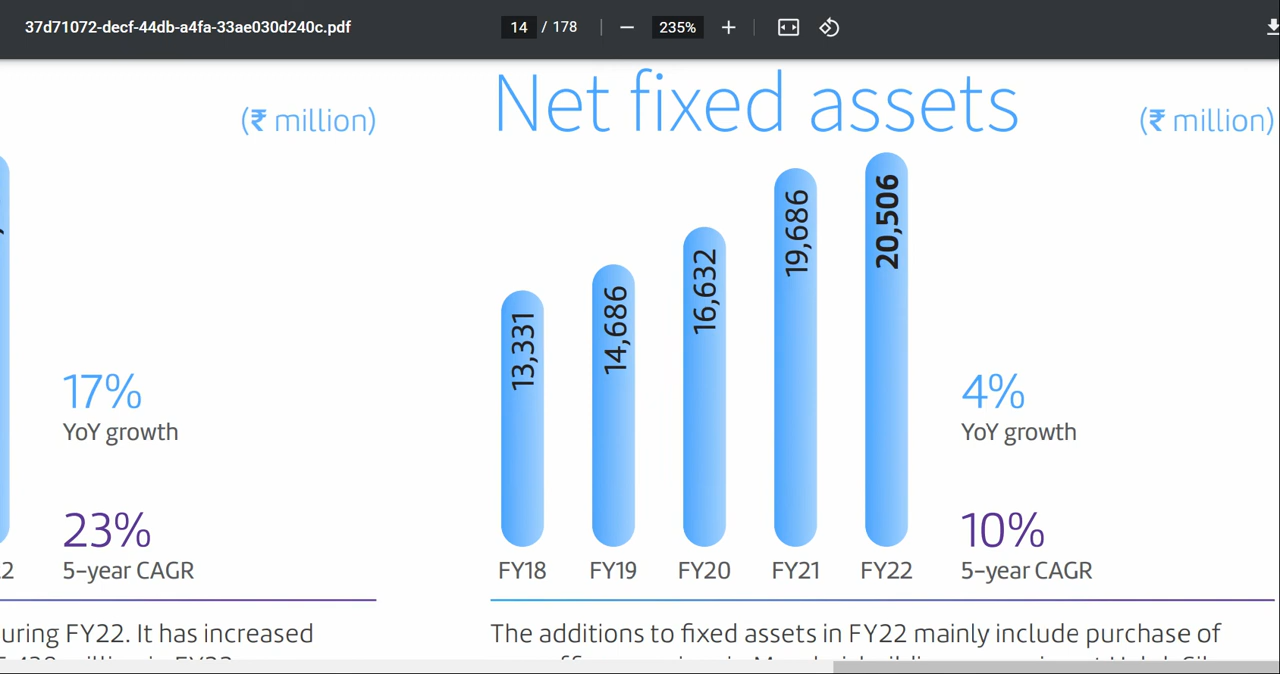 37d71072-decf-44db-a4fa-33ae030d240c.pdf
14 / 178
235%
(₹ million)
17%
YoY growth
23%
5-year CAGR
uring FY22. It has increased
Net fixed assets
(₹ million)
13,331
14,686
16,632
19,686
20,506
FY18 FY19 FY20 FY21 FY22
4%
YoY growth
10%
5-year CAGR
The additions to fixed assets in FY22 mainly include purchase of